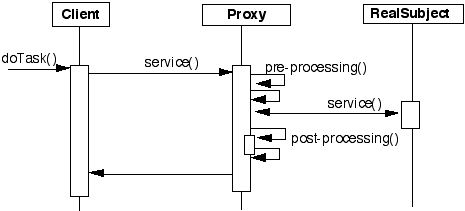 Client
Proxy
RealSubject
doTask()
service()
pre-processing()
service()
post-processing()